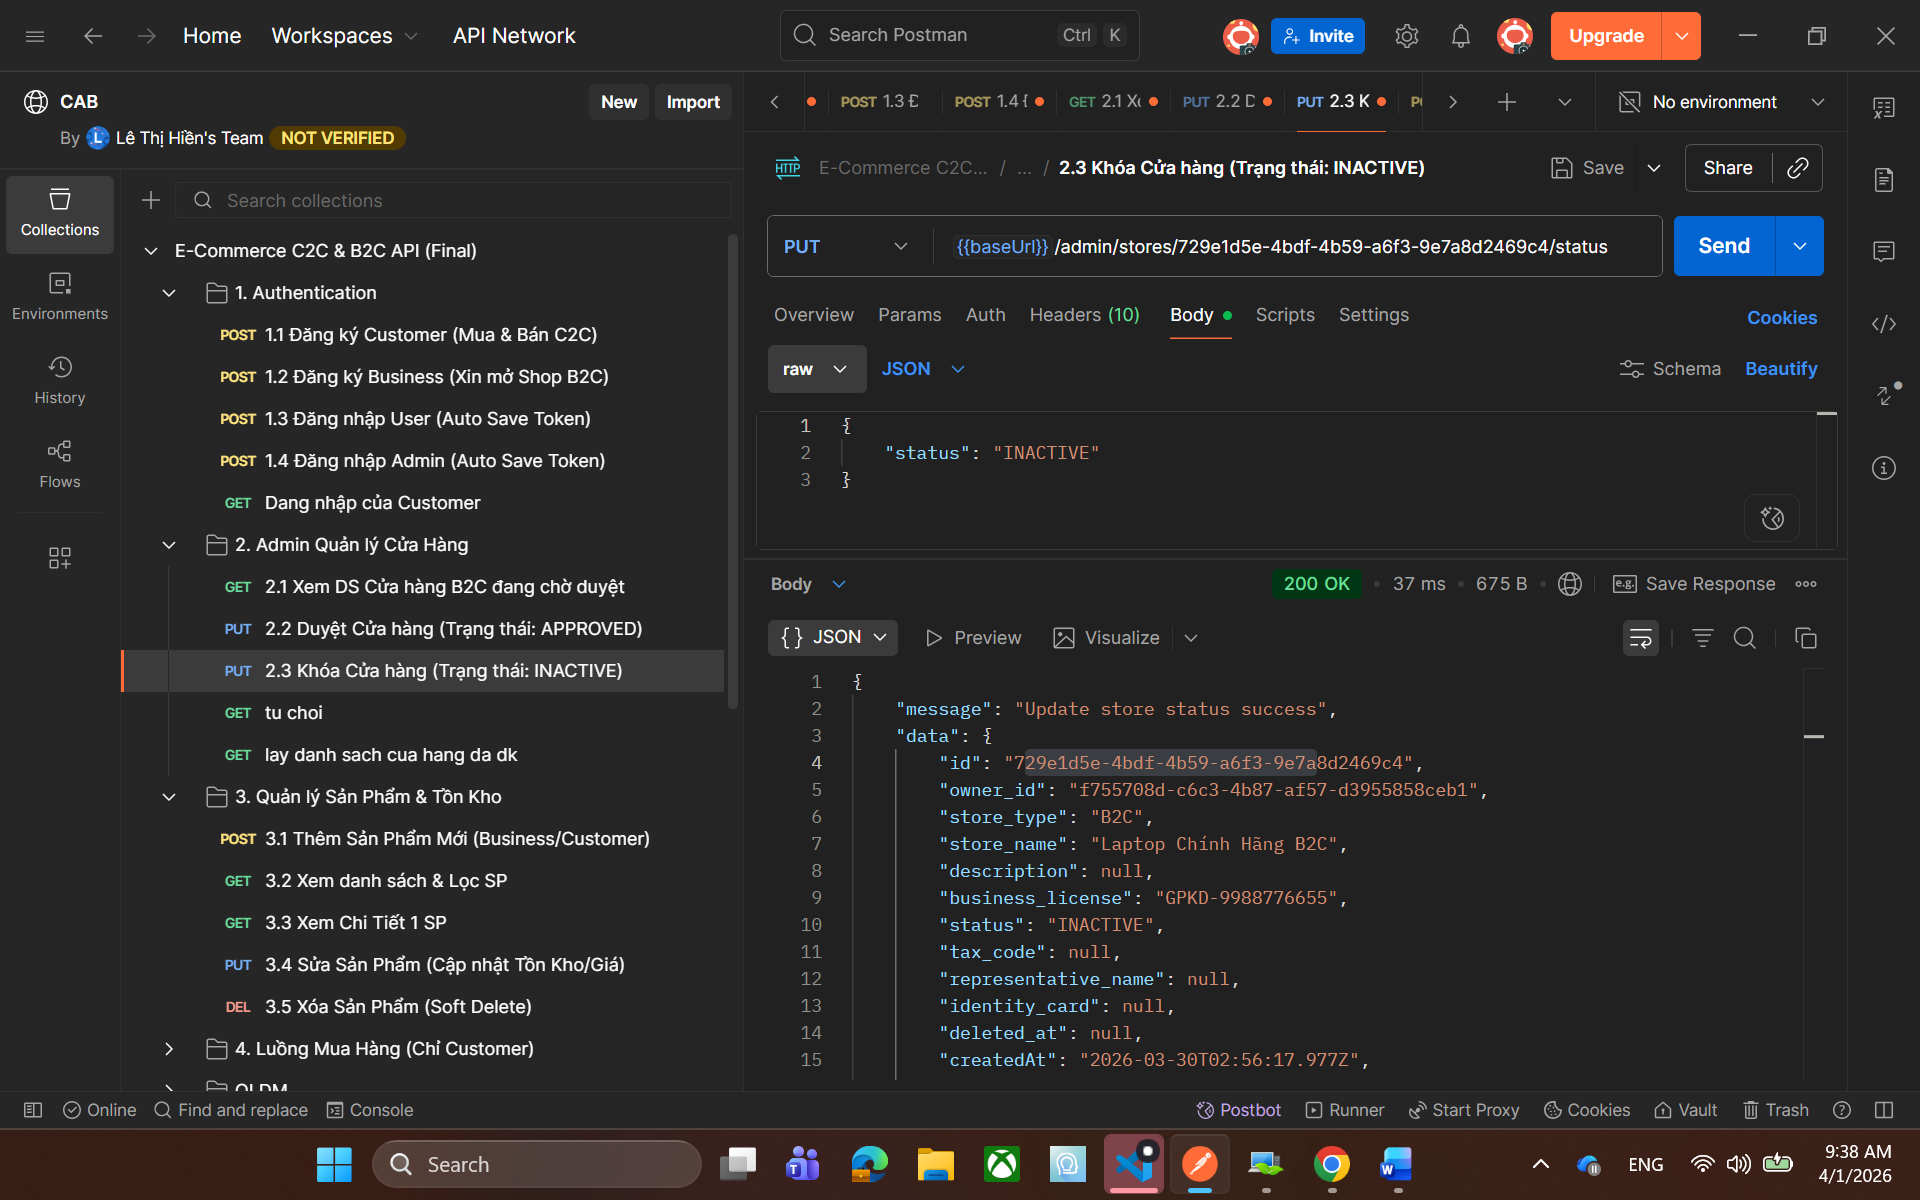 Home Workspaces API Network
Search Postman Ctrl K
Invite Upgrade
CAB
New Import
By L Lê Thị Hiền's Team NOT VERIFIED
Collections
Environments
History
Flows
Search collections
E-Commerce C2C & B2C API (Final)
1. Authentication
POST 1.1 Đăng ký Customer (Mua & Bán C2C)
POST 1.2 Đăng ký Business (Xin mở Shop B2C)
POST 1.3 Đăng nhập User (Auto Save Token)
POST 1.4 Đăng nhập Admin (Auto Save Token)
GET Dang nhập của Customer
2. Admin Quản lý Cửa Hàng
GET 2.1 Xem DS Cửa hàng B2C đang chờ duyệt
PUT 2.2 Duyệt Cửa hàng (Trạng thái: APPROVED)
PUT 2.3 Khóa Cửa hàng (Trạng thái: INACTIVE)
GET tu choi
GET lay danh sach cua hang da dk
3. Quản lý Sản Phẩm & Tồn Kho
POST 3.1 Thêm Sản Phẩm Mới (Business/Customer)
GET 3.2 Xem danh sách & Lọc SP
GET 3.3 Xem Chi Tiết 1 SP
PUT 3.4 Sửa Sản Phẩm (Cập nhật Tồn Kho/Giá)
DEL 3.5 Xóa Sản Phẩm (Soft Delete)
4. Luồng Mua Hàng (Chỉ Customer)
POST 1.3 Đ POST 1.4 GET 2.1 Xe PUT 2.2 D PUT 2.3 K
No environment
HTTP E-Commerce C2C... / ... / 2.3 Khóa Cửa hàng (Trạng thái: INACTIVE)
Save Share
PUT {{baseUrl}} /admin/stores/729e1d5e-4bdf-4b59-a6f3-9e7a8d2469c4/status
Send
Overview Params Auth Headers (10) Body Scripts Settings
Cookies
raw JSON
Schema Beautify
1 {
2 "status": "INACTIVE"
3 }
Body
200 OK • 37 ms • 675 B • e.g. Save Response
{} JSON Preview Visualize
1 {
2 "message": "Update store status success",
3 "data": {
4 "id": "729e1d5e-4bdf-4b59-a6f3-9e7a8d2469c4",
5 "owner_id": "f755708d-c6c3-4b87-af57-d3955858ceb1",
6 "store_type": "B2C",
7 "store_name": "Laptop Chính Hãng B2C",
8 "description": null,
9 "business_license": "GPKD-9988776655",
10 "status": "INACTIVE",
11 "tax_code": null,
12 "representative_name": null,
13 "identity_card": null,
14 "deleted_at": null,
15 "createdAt": "2026-03-30T02:56:17.977Z",
Online Find and replace Console
Postbot Runner Start Proxy Cookies Vault Trash
Search
ENG
9:38 AM
4/1/2026